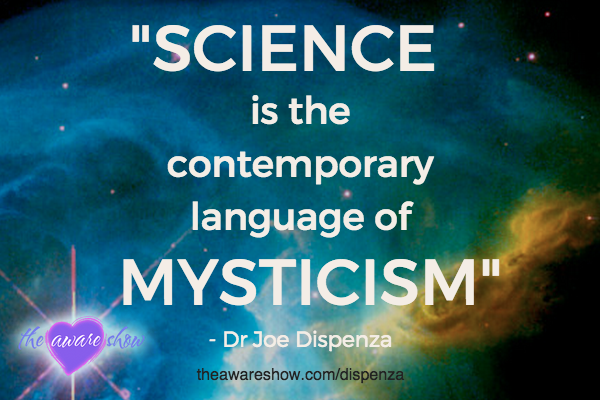 "SCIENCE
is the
contemporary
language of
MYSTICISM"
- Dr Joe Dispenza
the aware show
theawareshow.com/dispenza